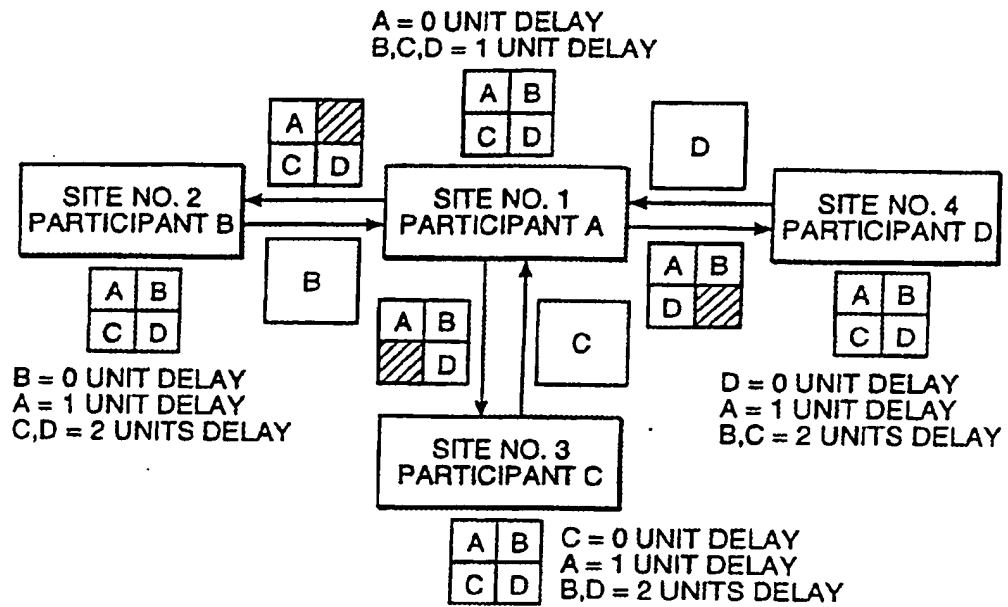 A = 0 UNIT DELAY
B,C,D = 1 UNIT DELAY
A B
C D
A
C D
D
SITE NO. 2
PARTICIPANT B
SITE NO. 1
PARTICIPANT A
SITE NO. 4
PARTICIPANT D
A B
C D
B
A B
D
C
A B
D
A B
C D
B = 0 UNIT DELAY
A = 1 UNIT DELAY
C,D = 2 UNITS DELAY
D = 0 UNIT DELAY
A = 1 UNIT DELAY
B,C = 2 UNITS DELAY
SITE NO. 3
PARTICIPANT C
A B
C D
C = 0 UNIT DELAY
A = 1 UNIT DELAY
B,D = 2 UNITS DELAY